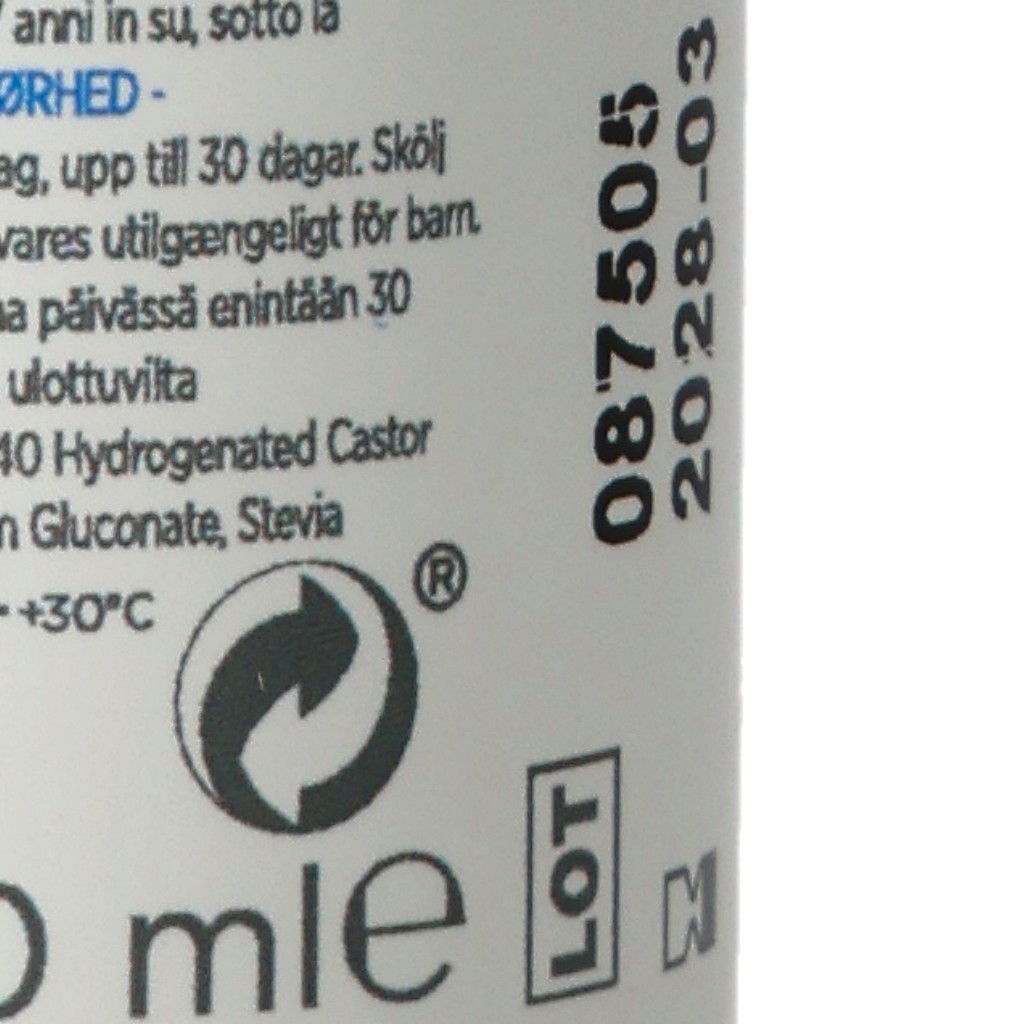 anni in su, sotto la
ØRHED -
ag, upp till 30 dagar. Skölj
vares utilgængeligt för barn.
päivässä enintään 30
ulottuvilta
40 Hydrogenated Castor
Gluconate, Stevia
+30°C
®
mle
LOT
087505
2028-03